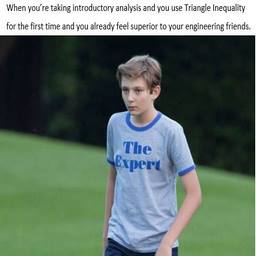 When you're taking introductory analysis and you use Triangle Inequality
for the first time and you already feel superior to your engineering friends.
The
Expert